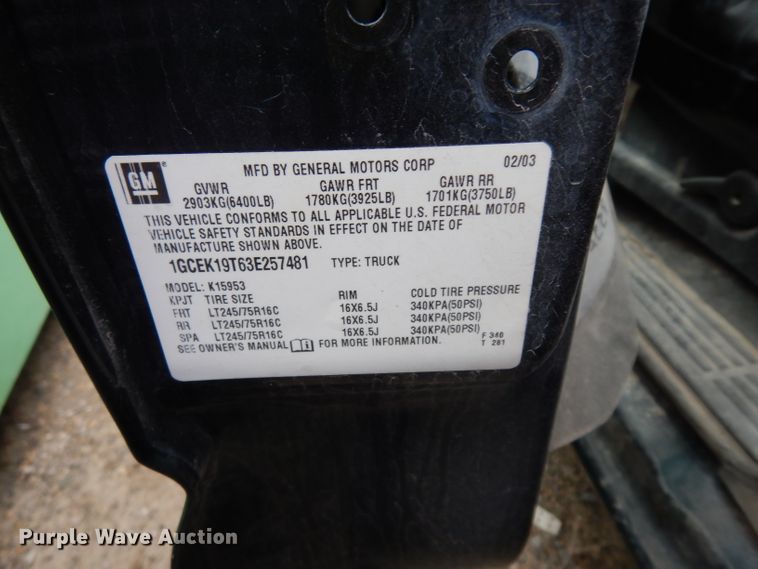 GM ® MFD BY GENERAL MOTORS CORP 02/03
GVWR GAWR FRT GAWR RR
2903KG(6400LB) 1780KG(3925LB) 1701KG(3750LB)
THIS VEHICLE CONFORMS TO ALL APPLICABLE U.S. FEDERAL MOTOR
VEHICLE SAFETY STANDARDS IN EFFECT ON THE DATE OF
MANUFACTURE SHOWN ABOVE.
1GCEK19T63E257481 TYPE: TRUCK
MODEL: K15953
KPJT TIRE SIZE RIM COLD TIRE PRESSURE
FRT LT245/75R16C 16X6.5J 340KPA(50PSI)
RR LT245/75R16C 16X6.5J 340KPA(50PSI)
SPA LT245/75R16C 16X6.5J 340KPA(50PSI)
SEE OWNER'S MANUAL FOR MORE INFORMATION.
F 340
T 281
Purple Wave Auction
Purple Wave Auction